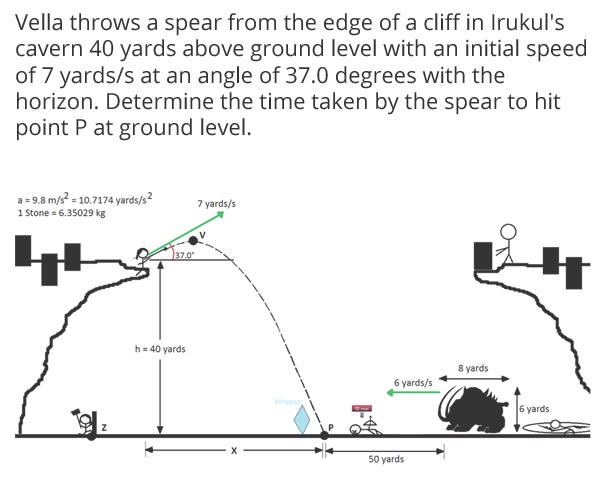 Vella throws a spear from the edge of a cliff in Irukul's
cavern 40 yards above ground level with an initial speed
of 7 yards/s at an angle of 37.0 degrees with the
horizon. Determine the time taken by the spear to hit
point P at ground level.
a = 9.8 m/s² = 10.7174 yards/s²
1 Stone = 6.35029 kg
7 yards/s
V
37.0°
h = 40 yards
8 yards
6 yards/s
6 yards
Z
P
X
50 yards